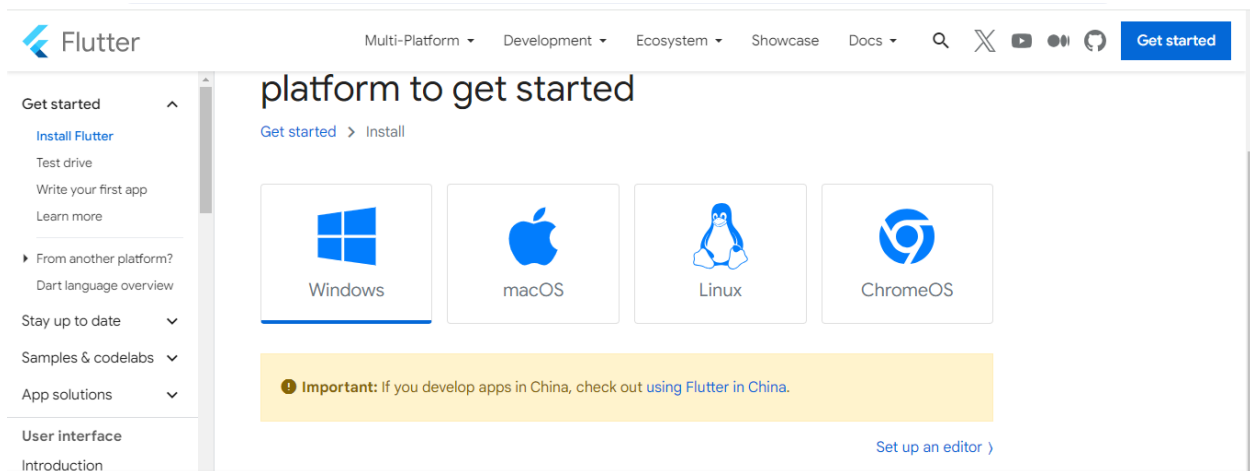 Flutter
Multi-Platform Development Ecosystem Showcase Docs Get started
Get started
Install Flutter
Test drive
Write your first app
Learn more
From another platform?
Dart language overview
Stay up to date
Samples & codelabs
App solutions
User interface
Introduction
platform to get started
Get started > Install
Windows macOS Linux ChromeOS
Important: If you develop apps in China, check out using Flutter in China.
Set up an editor ⟩